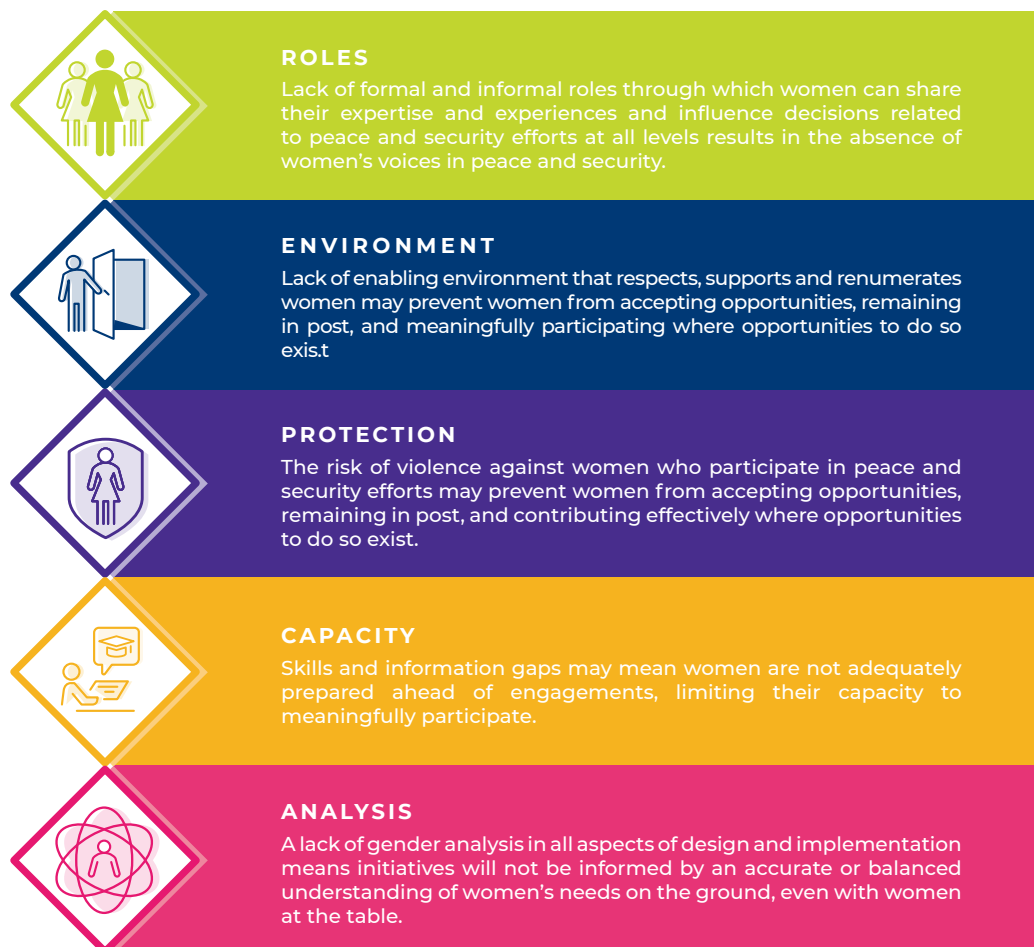 ROLES
Lack of formal and informal roles through which women can share
their expertise and experiences and influence decisions related
to peace and security efforts at all levels results in the absence of
women’s voices in peace and security.
ENVIRONMENT
Lack of enabling environment that respects, supports and renumerates
women may prevent women from accepting opportunities, remaining
in post, and meaningfully participating where opportunities to do so
exis.t
PROTECTION
The risk of violence against women who participate in peace and
security efforts may prevent women from accepting opportunities,
remaining in post, and contributing effectively where opportunities
to do so exist.
CAPACITY
Skills and information gaps may mean women are not adequately
prepared ahead of engagements, limiting their capacity to
meaningfully participate.
ANALYSIS
A lack of gender analysis in all aspects of design and implementation
means initiatives will not be informed by an accurate or balanced
understanding of women’s needs on the ground, even with women
at the table.